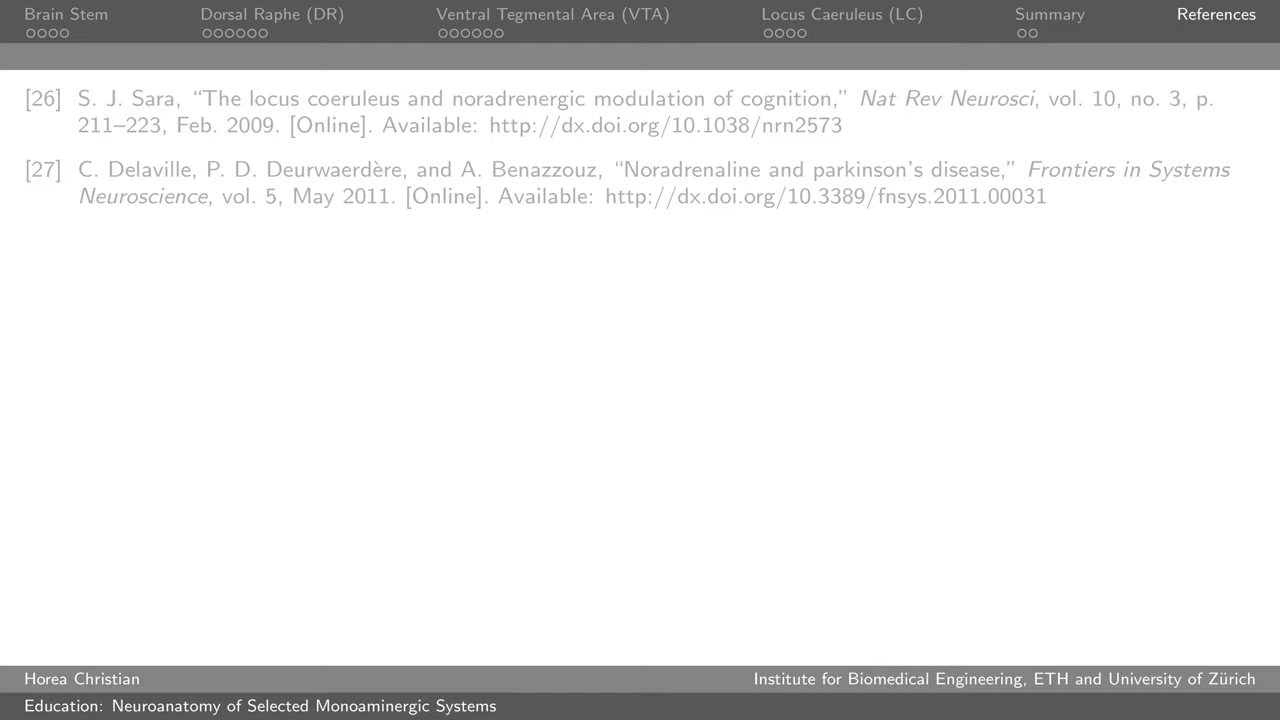 Brain Stem Dorsal Raphe (DR) Ventral Tegmental Area (VTA) Locus Caeruleus (LC) Summary References
[26] S. J. Sara, “The locus coeruleus and noradrenergic modulation of cognition,” Nat Rev Neurosci, vol. 10, no. 3, p.
211–223, Feb. 2009. [Online]. Available: http://dx.doi.org/10.1038/nrn2573
[27] C. Delaville, P. D. Deurwaerdère, and A. Benazzouz, “Noradrenaline and parkinson’s disease,” Frontiers in Systems
Neuroscience, vol. 5, May 2011. [Online]. Available: http://dx.doi.org/10.3389/fnsys.2011.00031
Horea Christian Institute for Biomedical Engineering, ETH and University of Zürich
Education: Neuroanatomy of Selected Monoaminergic Systems